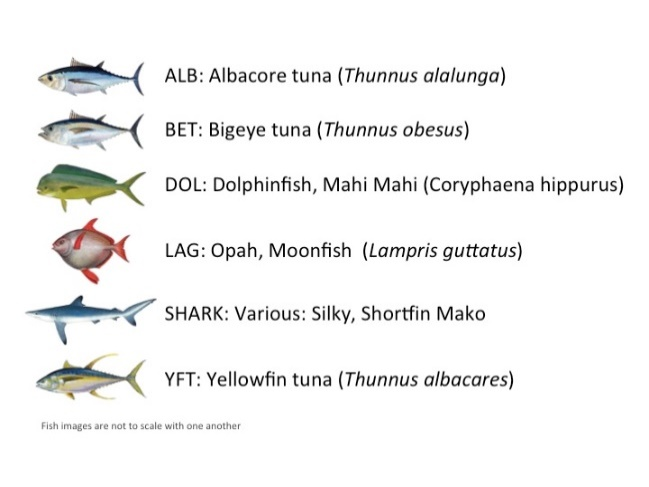 ALB: Albacore tuna (Thunnus alalunga)
BET: Bigeye tuna (Thunnus obesus)
DOL: Dolphinfish, Mahi Mahi (Coryphaena hippurus)
LAG: Opah, Moonfish (Lampris guttatus)
SHARK: Various: Silky, Shortfin Mako
YFT: Yellowfin tuna (Thunnus albacares)
Fish images are not to scale with one another